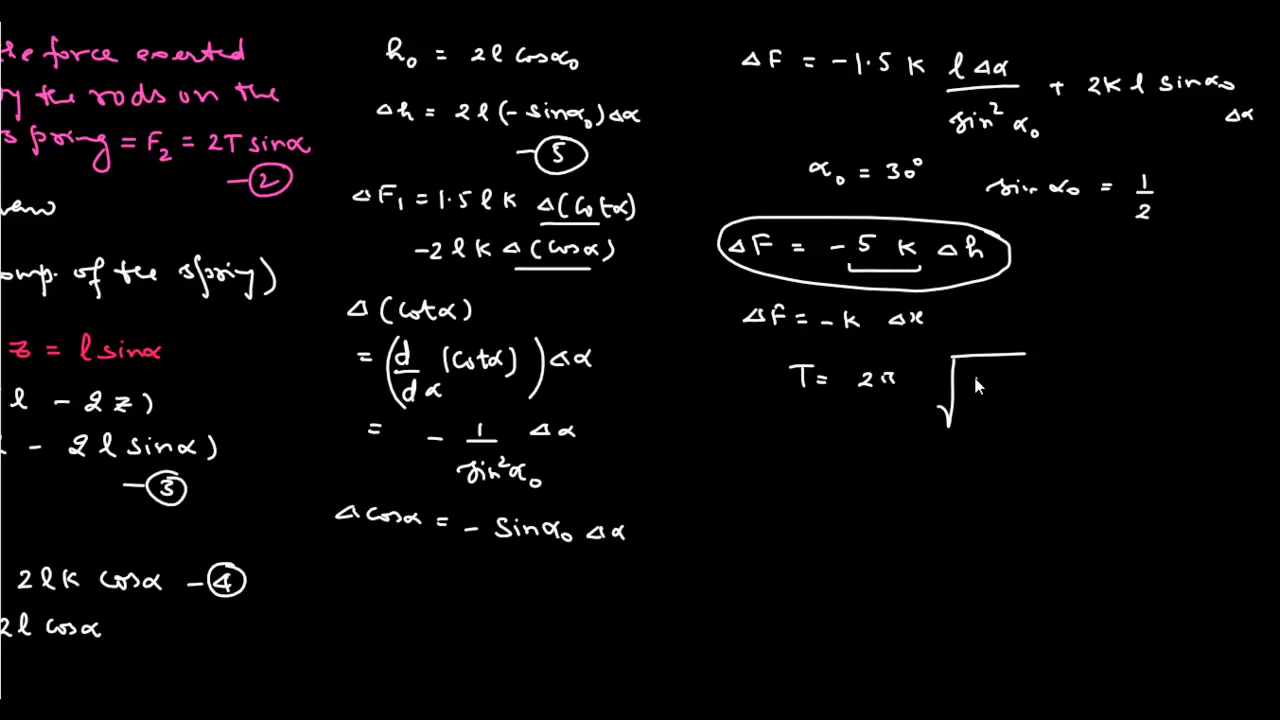 the force exerted
by the rods on the
spring = F₂ = 2T sinα
-②
comp. of the spring)
z = l sinα
l - 2z)
- 2l sinα)
-③
2lK cosα -④
2l cosα
h₀ = 2l cosα₀
Δh = 2l(-sinα₀)Δα
-⑤
ΔF₁ = 1.5lK Δ(cotα)
-2lK Δ(cosα)
Δ(cotα)
= (d/dα (cotα)) Δα
= - 1/sin²α₀ Δα
Δcosα = - sinα₀ Δα
ΔF = -1.5 K lΔα/sin²α₀ + 2Kl sinα₀
Δα
α₀ = 30° sinα₀ = 1/2
ΔF = -5 K Δh
ΔF = -K Δx
T = 2π √